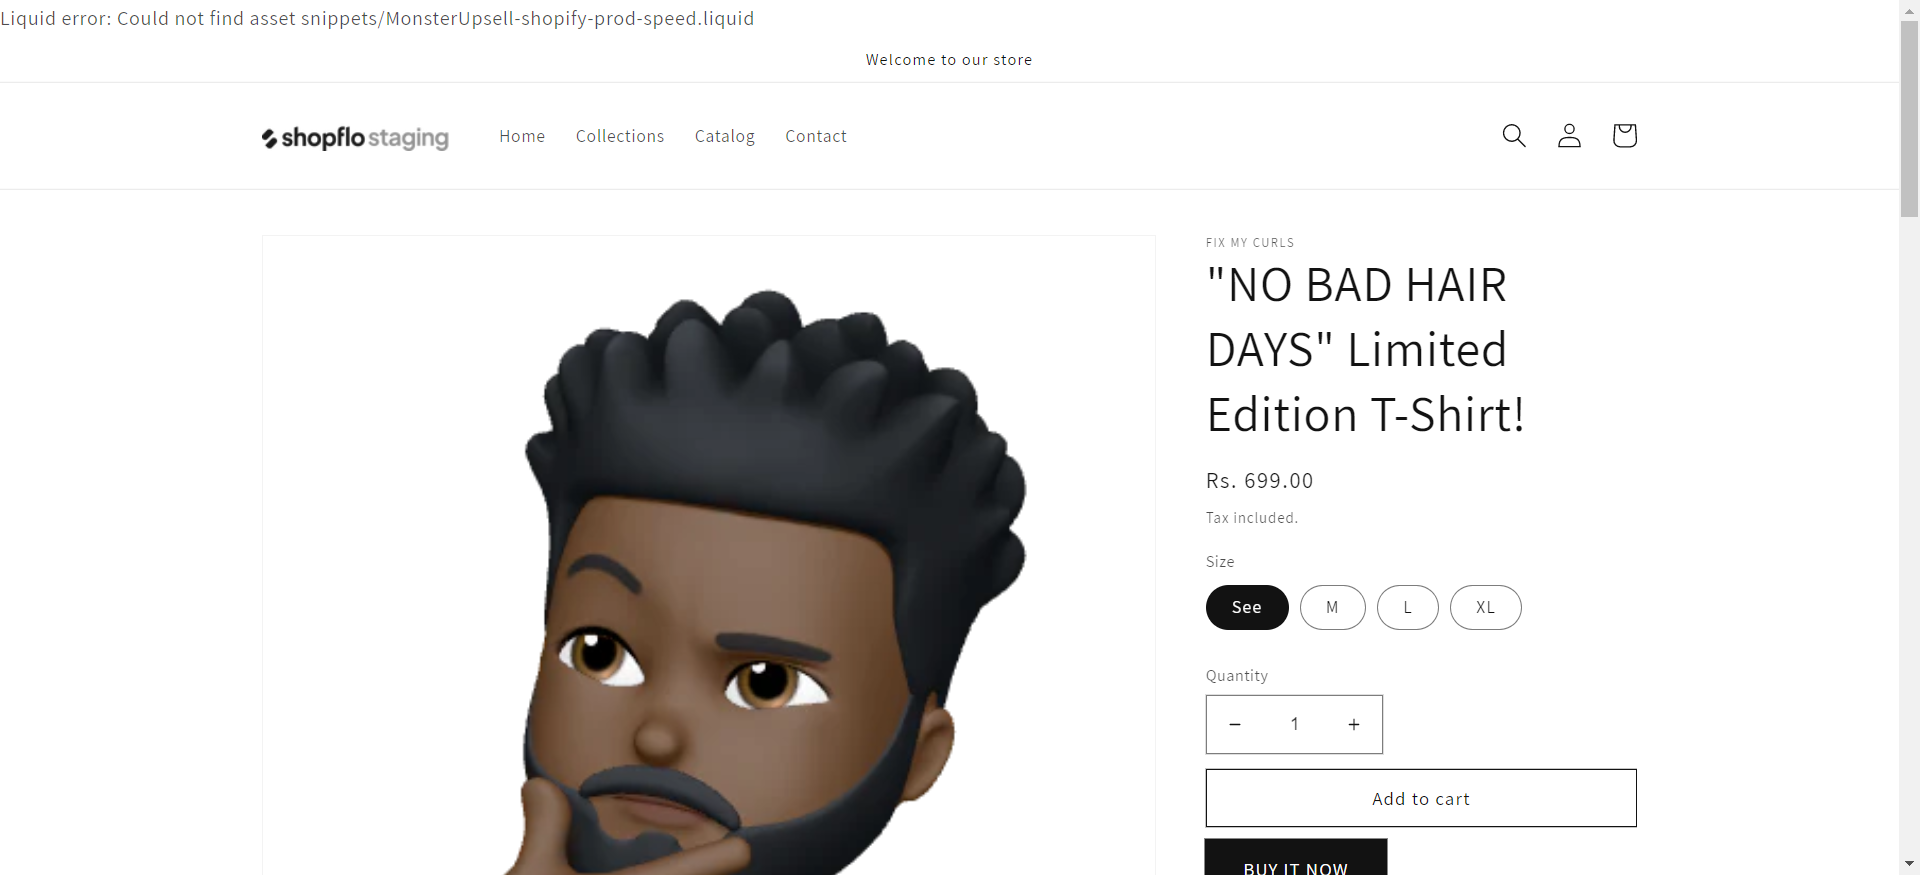 Liquid error: Could not find asset snippets/MonsterUpsell-shopify-prod-speed.liquid
Welcome to our store
shopflo staging
Home Collections Catalog Contact
FIX MY CURLS
"NO BAD HAIR
DAYS" Limited
Edition T-Shirt!
Rs. 699.00
Tax included.
Size
See M L XL
Quantity
− 1 +
Add to cart
BUY IT NOW